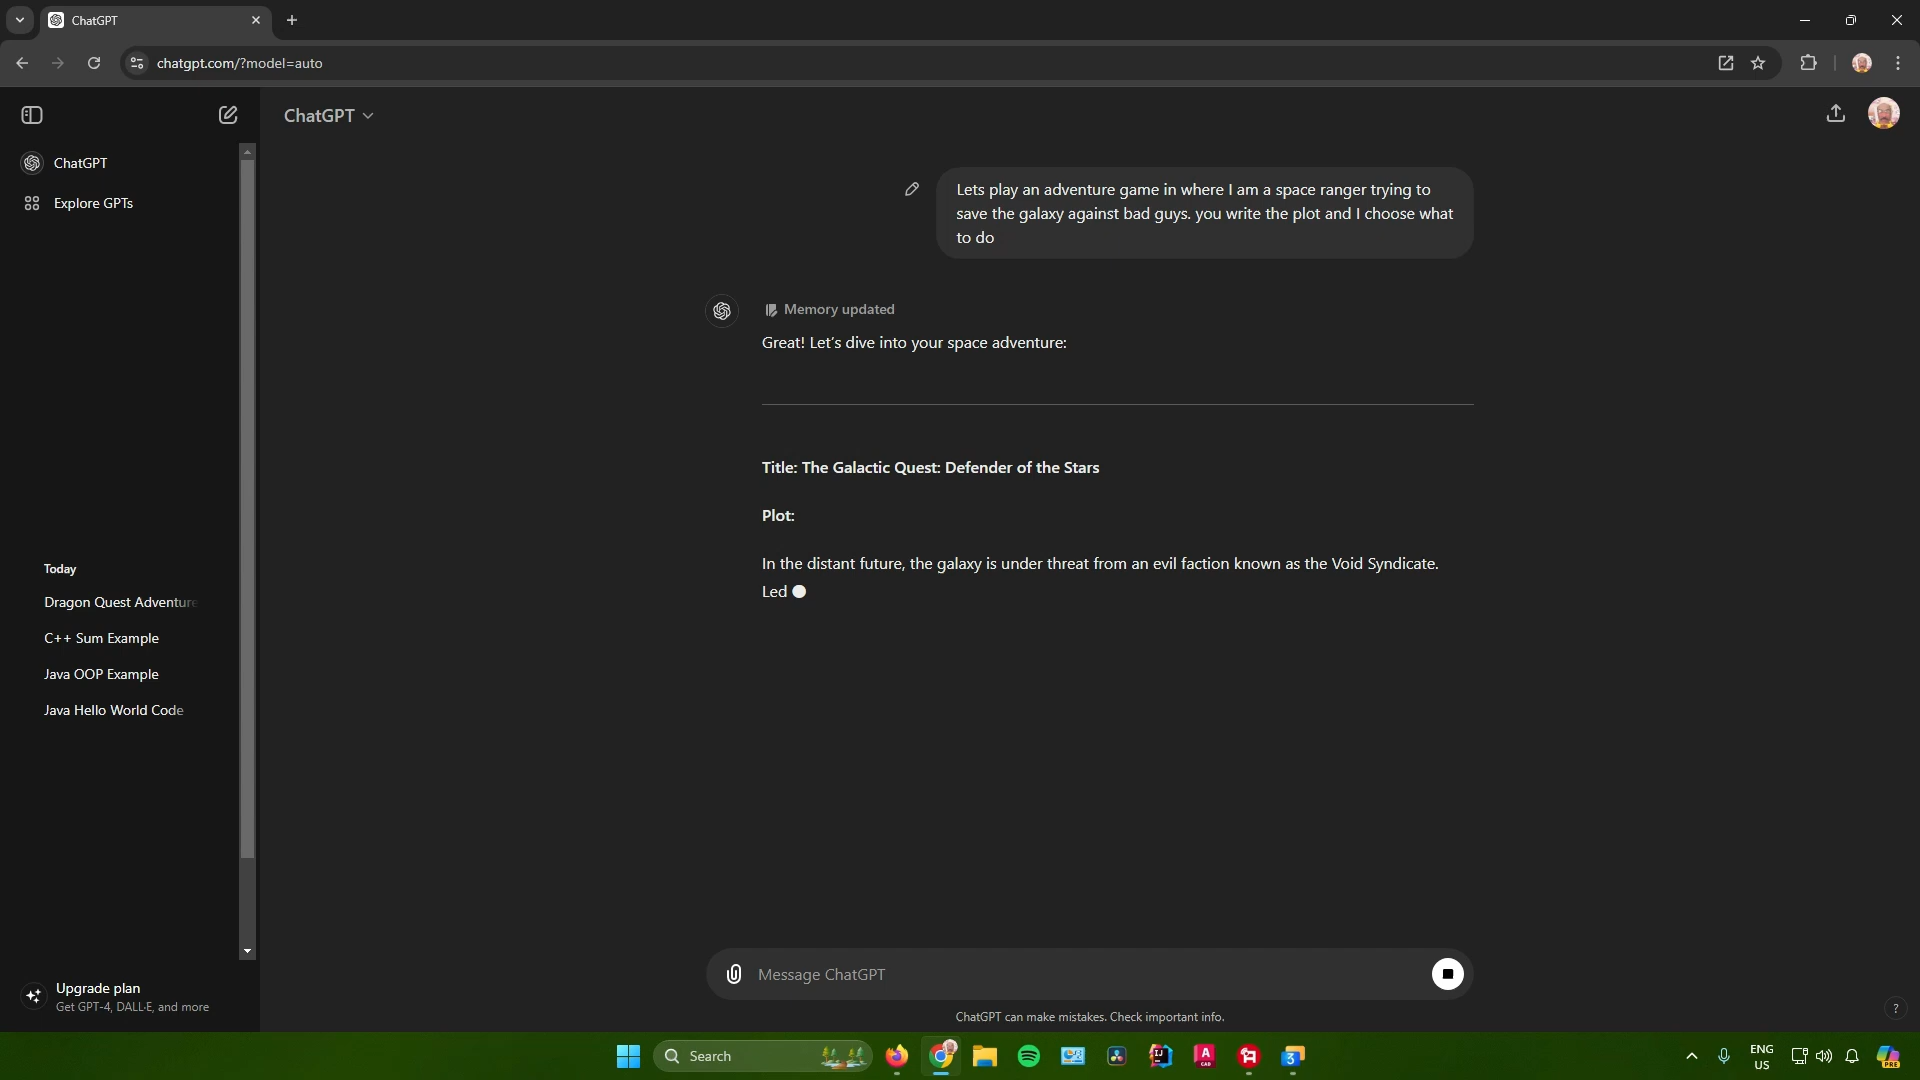 ChatGPT
chatgpt.com/?model=auto
ChatGPT
ChatGPT
Explore GPTs
Lets play an adventure game in where I am a space ranger trying to
save the galaxy against bad guys. you write the plot and I choose what
to do
Memory updated
Great! Let's dive into your space adventure:
Title: The Galactic Quest: Defender of the Stars
Plot:
In the distant future, the galaxy is under threat from an evil faction known as the Void Syndicate.
Led
Today
Dragon Quest Adventure
C++ Sum Example
Java OOP Example
Java Hello World Code
Upgrade plan
Get GPT-4, DALL·E, and more
Message ChatGPT
ChatGPT can make mistakes. Check important info.
?
Search
ENG
US